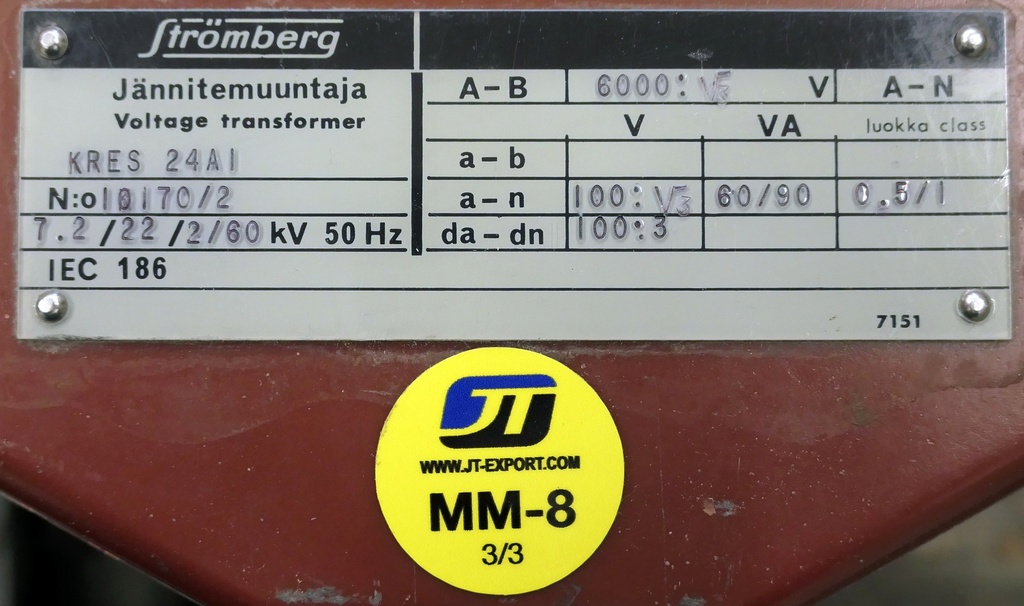 Strömberg
Jännitemuuntaja
Voltage transformer
KRES 24A1
N:o 10170/2
7.2/22/2/60 kV 50 Hz
IEC 186
A-B 6000:√3 V A-N
V VA luokka class
a-b
a-n 100:√3 60/90 0.5/1
da-dn 100:3
7151
JT
WWW.JT-EXPORT.COM
MM-8
3/3